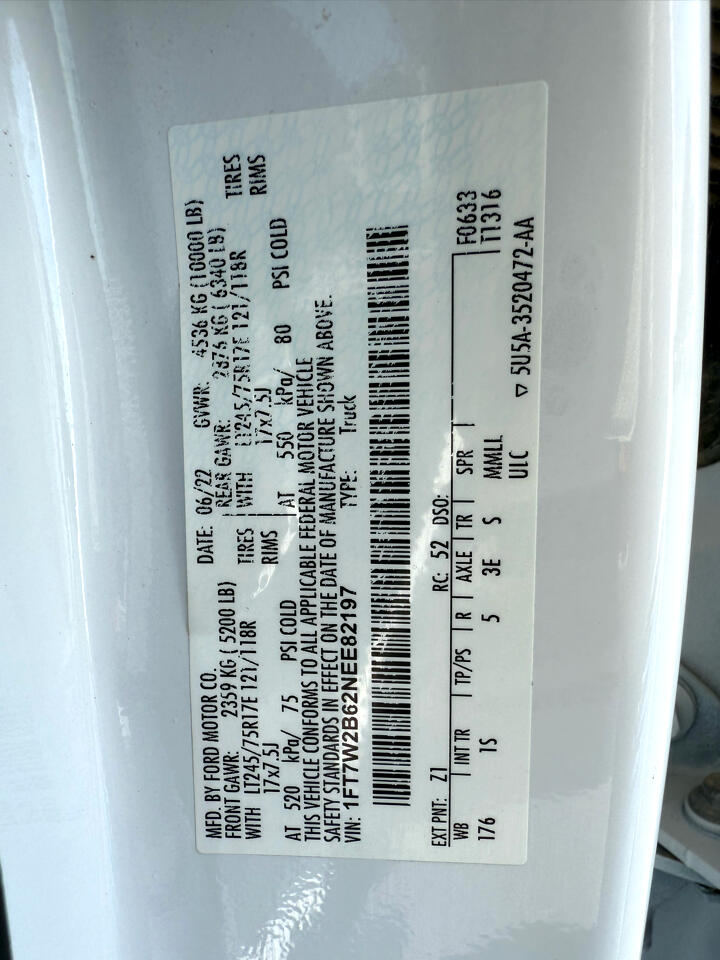 MFD. BY FORD MOTOR CO.
DATE: 06/22 GVWR: 4536 KG (10000 LB)
FRONT GAWR: 2359 KG ( 5200 LB)
REAR GAWR: 2876 KG ( 6340 LB)
WITH LT245/75R17E 121/118R TIRES
WITH LT245/75R17E 121/118R TIRES
17x7.5J RIMS
17x7.5J RIMS
AT 520 kPa/ 75 PSI COLD
AT 550 kPa/ 80 PSI COLD
THIS VEHICLE CONFORMS TO ALL APPLICABLE FEDERAL MOTOR VEHICLE
SAFETY STANDARDS IN EFFECT ON THE DATE OF MANUFACTURE SHOWN ABOVE.
VIN: 1FT7W2B62NEE82197 TYPE: Truck
EXT PNT: Z1 RC: 52 DSO: F0633
WB INT TR TP/PS R AXLE TR SPR T1316
176 1S 5 3E S MMLLL
UIC
▽ 5U5A-3520472-AA